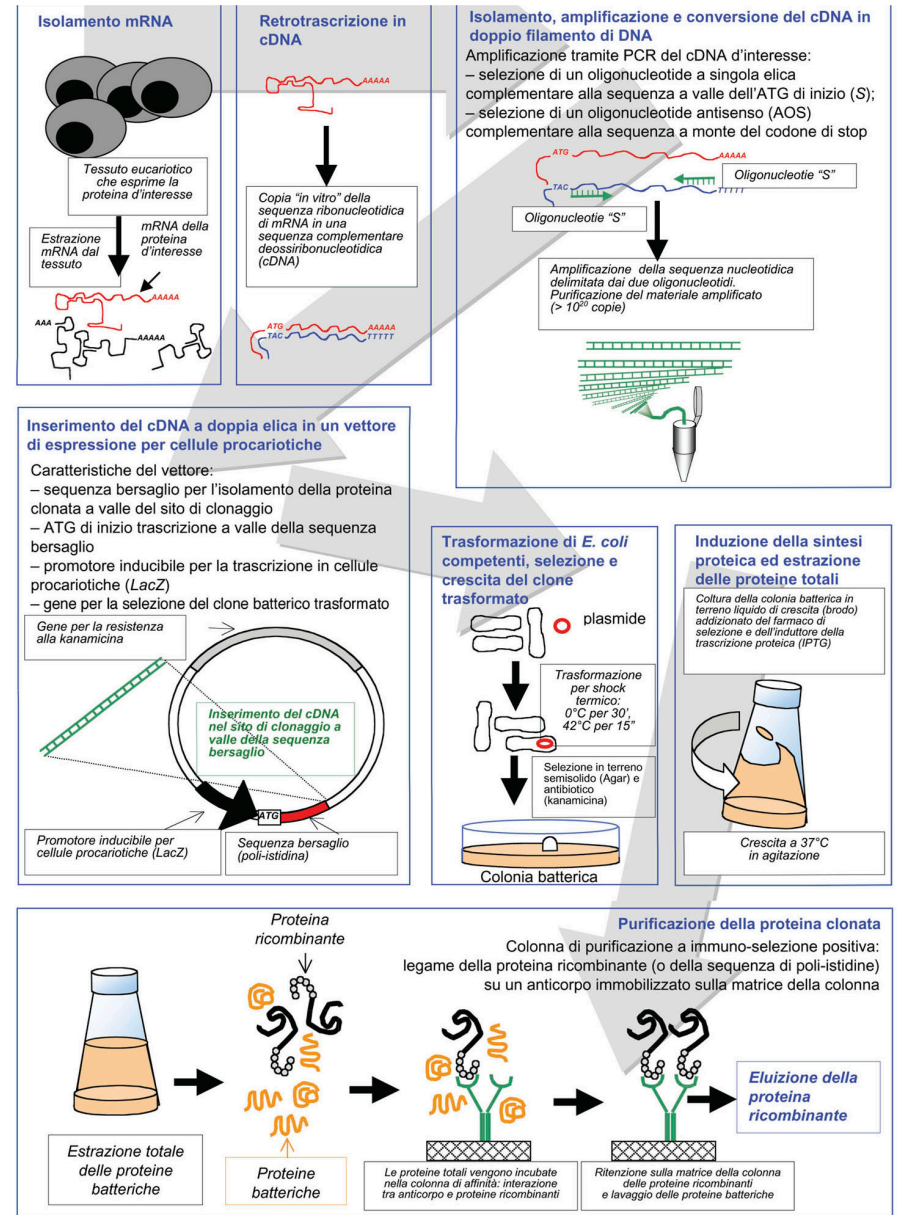 Isolamento mRNA
Tessuto eucariotico
che esprime la
proteina d'interesse
Estrazione
mRNA dal
tessuto
mRNA della
proteina
d'interesse
AAAAA
AAA
AAAAA
Retrotrascrizione in
cDNA
AAAAA
Copia "in vitro" della
sequenza ribonucleotidica
di mRNA in una
sequenza complementare
deossiribonucleotidica
(cDNA)
ATG
AAAAA
TAC
TTTTT
Isolamento, amplificazione e conversione del cDNA in
doppio filamento di DNA
Amplificazione tramite PCR del cDNA d'interesse:
– selezione di un oligonucleotide a singola elica
complementare alla sequenza a valle dell'ATG di inizio (S);
– selezione di un oligonucleotide antisenso (AOS)
complementare alla sequenza a monte del codone di stop
ATG
AAAAA
Oligonucleotide "S"
TAC
TTTTT
Oligonucleotie "S"
Amplificazione della sequenza nucleotidica
delimitata dai due oligonucleotidi.
Purificazione del materiale amplificato
(> 10²⁰ copie)
Inserimento del cDNA a doppia elica in un vettore
di espressione per cellule procariotiche
Caratteristiche del vettore:
– sequenza bersaglio per l'isolamento della proteina
clonata a valle del sito di clonaggio
– ATG di inizio trascrizione a valle della sequenza
bersaglio
– promotore inducibile per la trascrizione in cellule
procariotiche (LacZ)
– gene per la selezione del clone batterico trasformato
Gene per la resistenza
alla kanamicina
Inserimento del cDNA
nel sito di clonaggio a
valle della sequenza
bersaglio
ATG
Promotore inducibile per
cellule procariotiche (LacZ)
Sequenza bersaglio
(poli-istidina)
Trasformazione di E. coli
competenti, selezione e
crescita del clone
trasformato
plasmide
Trasformazione
per shock
termico:
0°C per 30',
42°C per 15"
Selezione in terreno
semisolido (Agar) e
antibiotico
(kanamicina)
Colonia batterica
Induzione della sintesi
proteica ed estrazione
delle proteine totali
Coltura della colonia batterica in
terreno liquido di crescita (brodo)
addizionato del farmaco di
selezione e dell'induttore della
trascrizione proteica (IPTG)
Crescita a 37°C
in agitazione
Purificazione della proteina clonata
Colonna di purificazione a immuno-selezione positiva:
legame della proteina ricombinante (o della sequenza di poli-istidine)
su un anticorpo immobilizzato sulla matrice della colonna
Proteina
ricombinante
Eluizione della
proteina
ricombinante
Estrazione totale
delle proteine
batteriche
Proteine
batteriche
Le proteine totali vengono incubate
nella colonna di affinità: interazione
tra anticorpo e proteine ricombinanti
Ritenzione sulla matrice della colonna
delle proteine ricombinanti
e lavaggio delle proteine batteriche